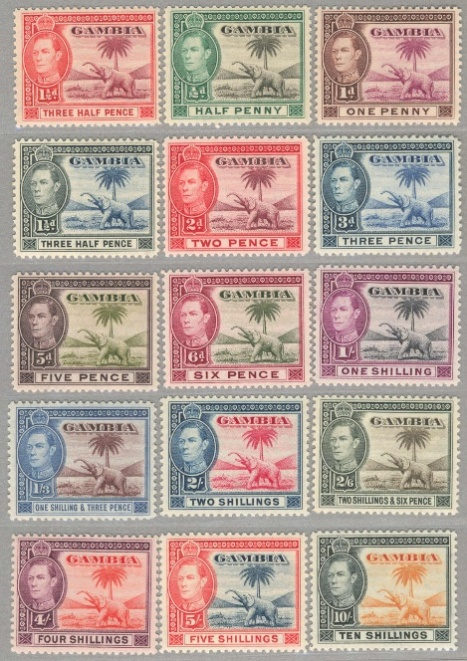 GAMBIA
1½d
THREE HALF PENCE
GAMBIA
½d
HALF PENNY
GAMBIA
1d
ONE PENNY
GAMBIA
1½d
THREE HALF PENCE
GAMBIA
2d
TWO PENCE
GAMBIA
3d
THREE PENCE
GAMBIA
5d
FIVE PENCE
GAMBIA
6d
SIX PENCE
GAMBIA
1/-
ONE SHILLING
GAMBIA
1/3
ONE SHILLING & THREE PENCE
GAMBIA
2/-
TWO SHILLINGS
GAMBIA
2/6
TWO SHILLINGS & SIX PENCE
GAMBIA
4/-
FOUR SHILLINGS
GAMBIA
5/-
FIVE SHILLINGS
GAMBIA
10/-
TEN SHILLINGS